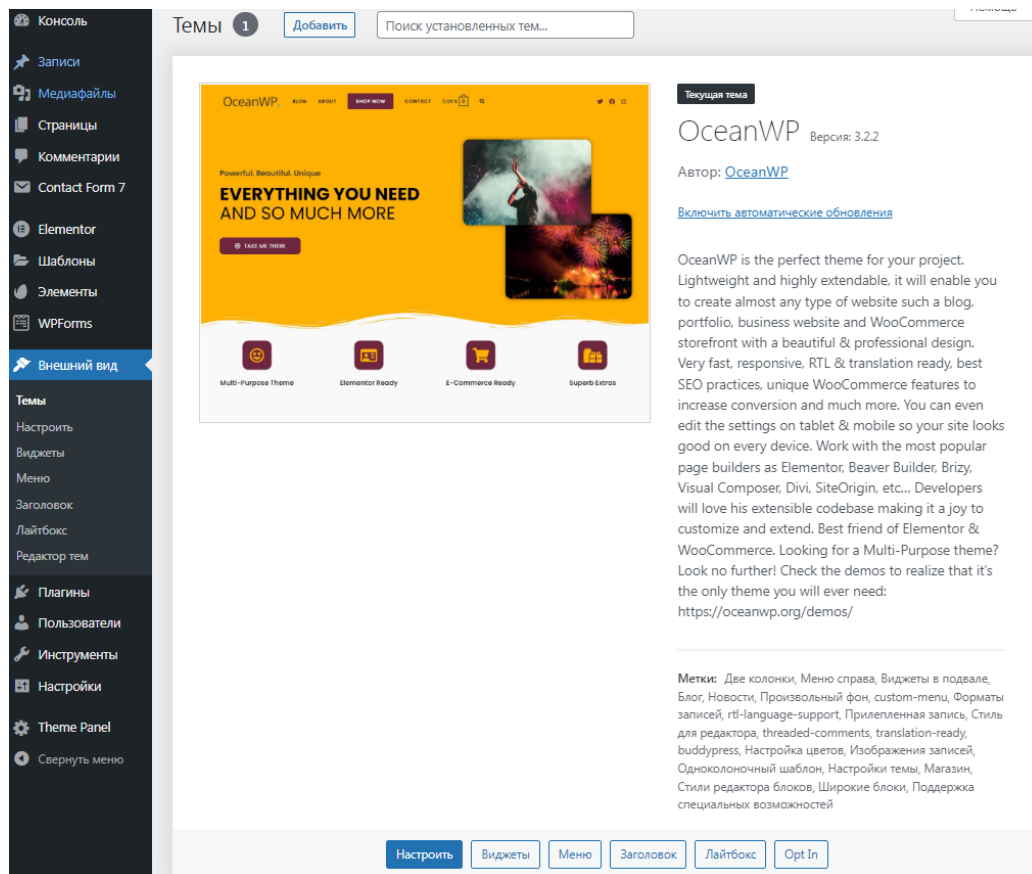 Консоль
Записи
Медиафайлы
Страницы
Комментарии
Contact Form 7
Elementor
Шаблоны
Элементы
WPForms
Внешний вид
Темы
Настроить
Виджеты
Меню
Заголовок
Лайтбокс
Редактор тем
Плагины
Пользователи
Инструменты
Настройки
Theme Panel
Свернуть меню
Темы 1 Добавить Поиск установленных тем...
OceanWP. BLOG ABOUT SHOP NOW CONTACT 0.00$ 0
Powerful. Beautiful. Unique
EVERYTHING YOU NEED
AND SO MUCH MORE
TAKE ME THERE
Multi-Purpose Theme Elementor Ready E-Commerce Ready Superb Extras
Текущая тема
OceanWP Версия: 3.2.2
Автор: OceanWP
Включить автоматические обновления
OceanWP is the perfect theme for your project.
Lightweight and highly extendable, it will enable you
to create almost any type of website such a blog,
portfolio, business website and WooCommerce
storefront with a beautiful & professional design.
Very fast, responsive, RTL & translation ready, best
SEO practices, unique WooCommerce features to
increase conversion and much more. You can even
edit the settings on tablet & mobile so your site looks
good on every device. Work with the most popular
page builders as Elementor, Beaver Builder, Brizy,
Visual Composer, Divi, SiteOrigin, etc... Developers
will love his extensible codebase making it a joy to
customize and extend. Best friend of Elementor &
WooCommerce. Looking for a Multi-Purpose theme?
Look no further! Check the demos to realize that it's
the only theme you will ever need:
https://oceanwp.org/demos/
Метки: Две колонки, Меню справа, Виджеты в подвале,
Блог, Новости, Произвольный фон, custom-menu, Форматы
записей, rtl-language-support, Прилепленная запись, Стиль
для редактора, threaded-comments, translation-ready,
buddypress, Настройка цветов, Изображения записей,
Одноколоночный шаблон, Настройки темы, Магазин,
Стили редактора блоков, Широкие блоки, Поддержка
специальных возможностей
Настроить Виджеты Меню Заголовок Лайтбокс Opt In